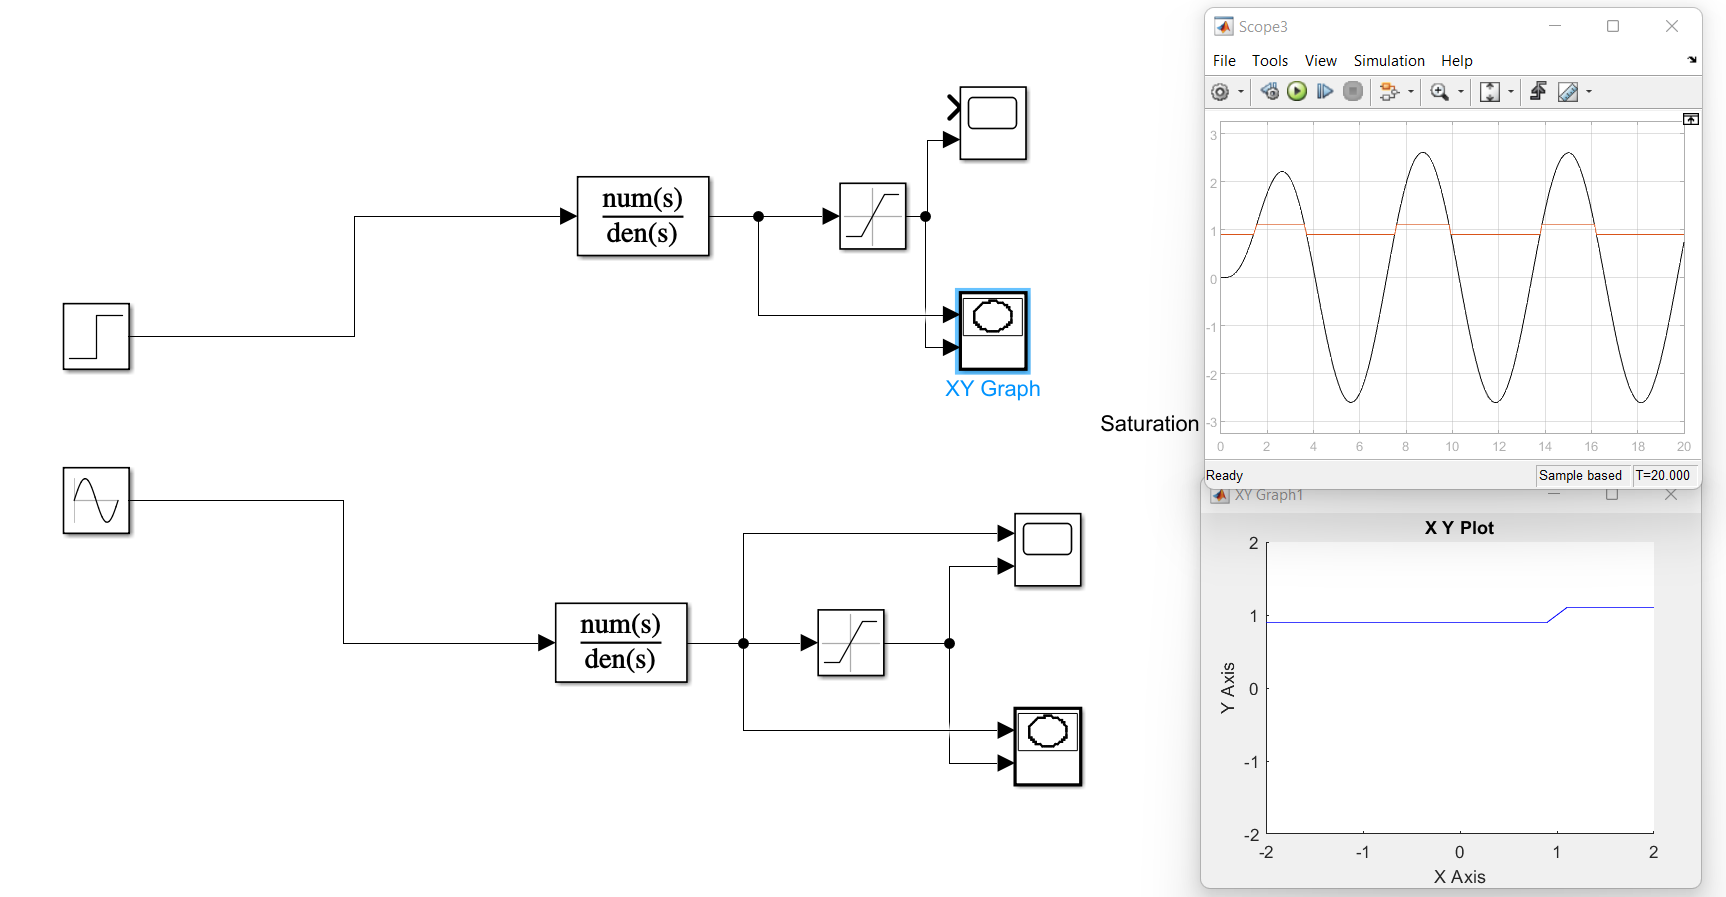 num(s)
den(s)
XY Graph
num(s)
den(s)
Saturation
Scope3
File Tools View Simulation Help
3
2
1
0
-1
-2
-3
0 2 4 6 8 10 12 14 16 18 20
Ready Sample based T=20.000
XY Graph1
X Y Plot
2
1
0
-1
-2
Y Axis
-2 -1 0 1 2
X Axis